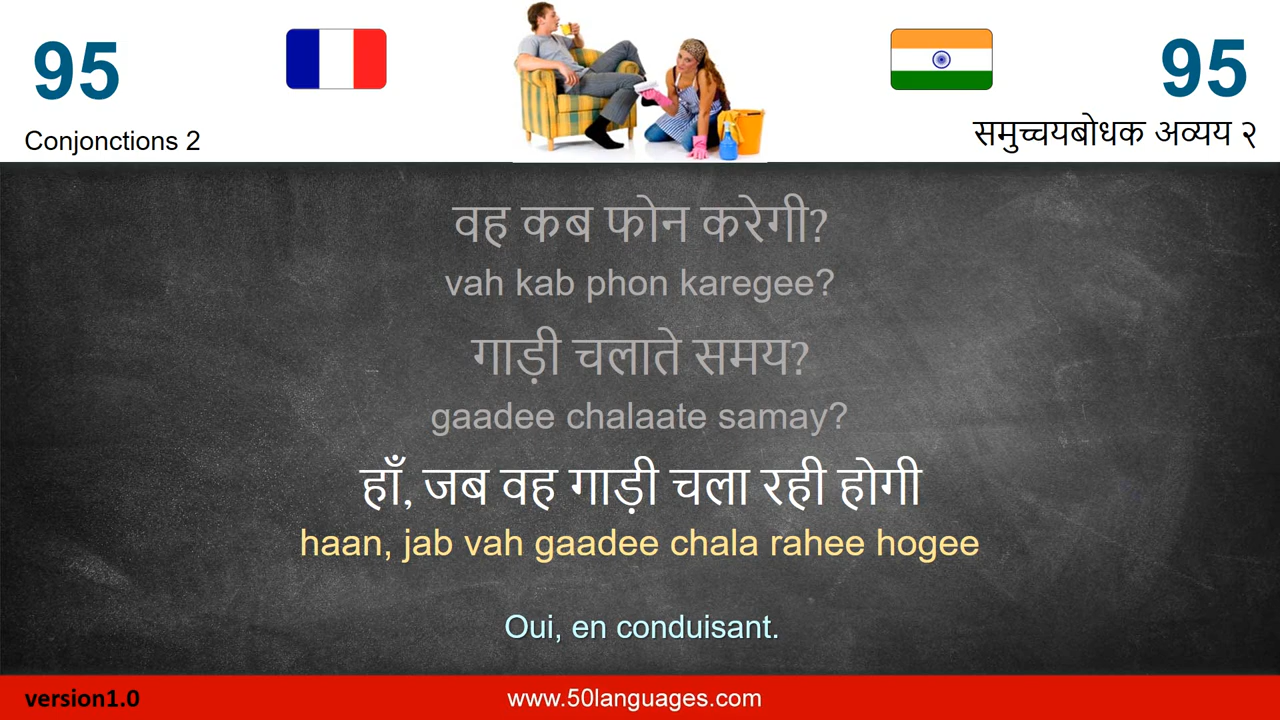 95
95
Conjonctions 2
समुच्चयबोधक अव्यय २
वह कब फोन करेगी?
vah kab phon karegee?
गाड़ी चलाते समय?
gaadee chalaate samay?
हाँ, जब वह गाड़ी चला रही होगी
haan, jab vah gaadee chala rahee hogee
Oui, en conduisant.
version1.0
www.50languages.com